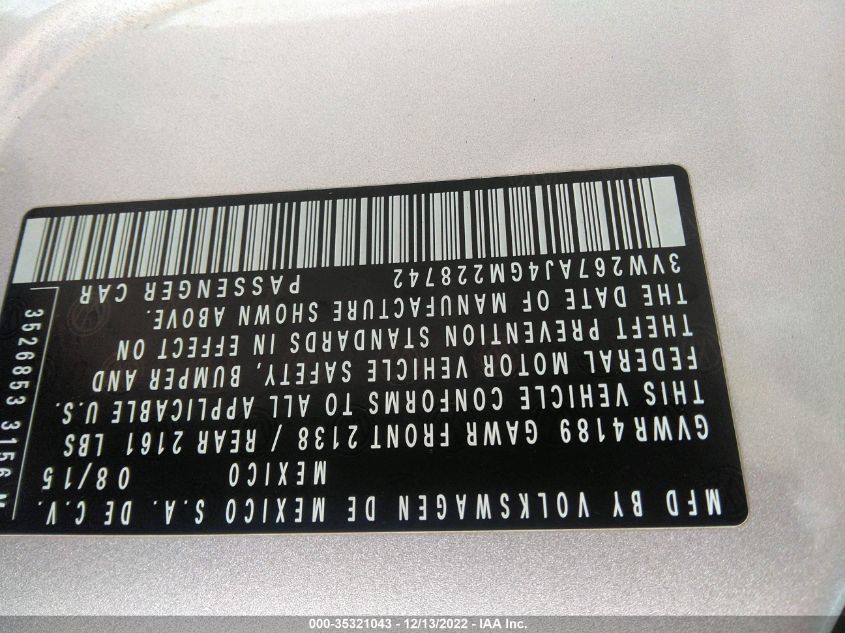 MFD BY VOLKSWAGEN DE MEXICO S.A. DE C.V.
MEXICO 08/15
GVWR4189 GAWR FRONT 2138 / REAR 2161 LBS
THIS VEHICLE CONFORMS TO ALL APPLICABLE U.S.
FEDERAL MOTOR VEHICLE SAFETY, BUMPER AND
THEFT PREVENTION STANDARDS IN EFFECT ON
THE DATE OF MANUFACTURE SHOWN ABOVE.
3VW267AJ4GM228742 PASSENGER CAR
3526853 3156
000-35321043 - 12/13/2022 - IAA Inc.